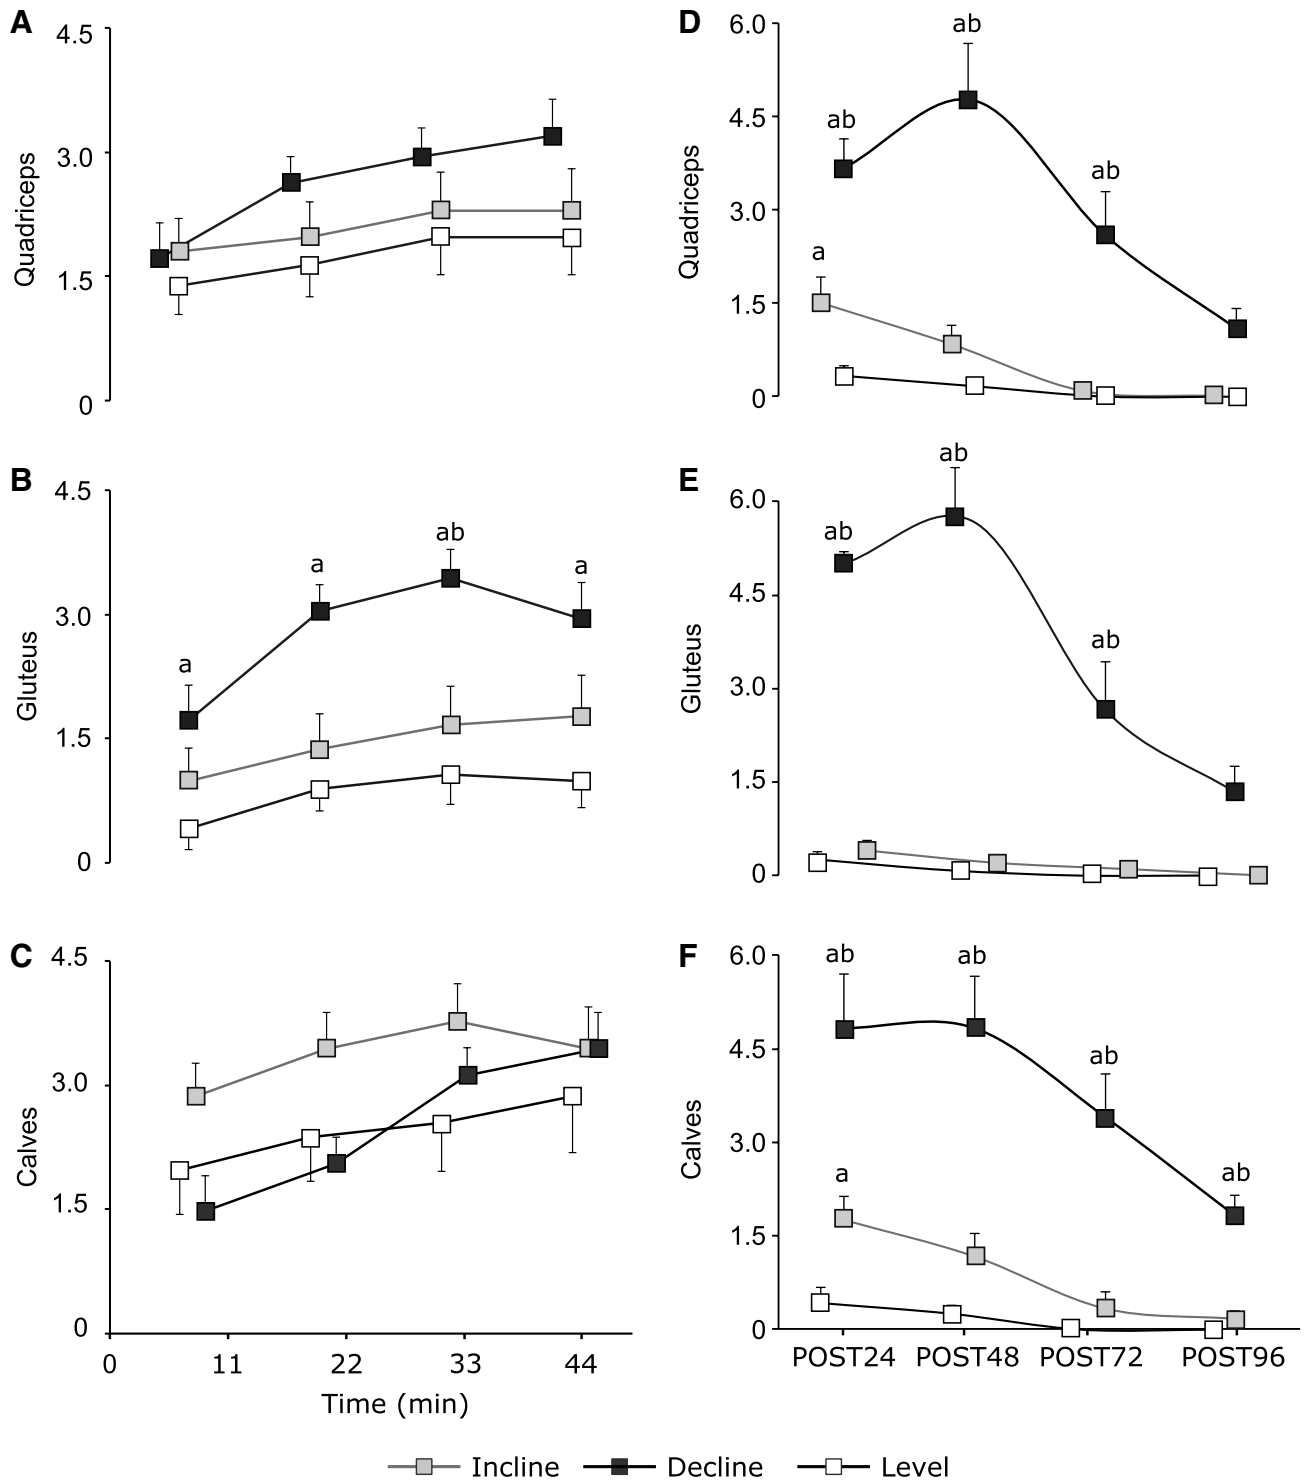 A
4.5
3.0
1.5
0
Quadriceps
B
4.5
3.0
1.5
0
Gluteus
a
a
ab
a
C
4.5
3.0
1.5
0
Calves
0 11 22 33 44
Time (min)
D
6.0
4.5
3.0
1.5
0
Quadriceps
ab
ab
ab
a
E
6.0
4.5
3.0
1.5
0
Gluteus
ab
ab
ab
F
6.0
4.5
3.0
1.5
0
Calves
ab
ab
ab
ab
a
POST24 POST48 POST72 POST96
Incline Decline Level